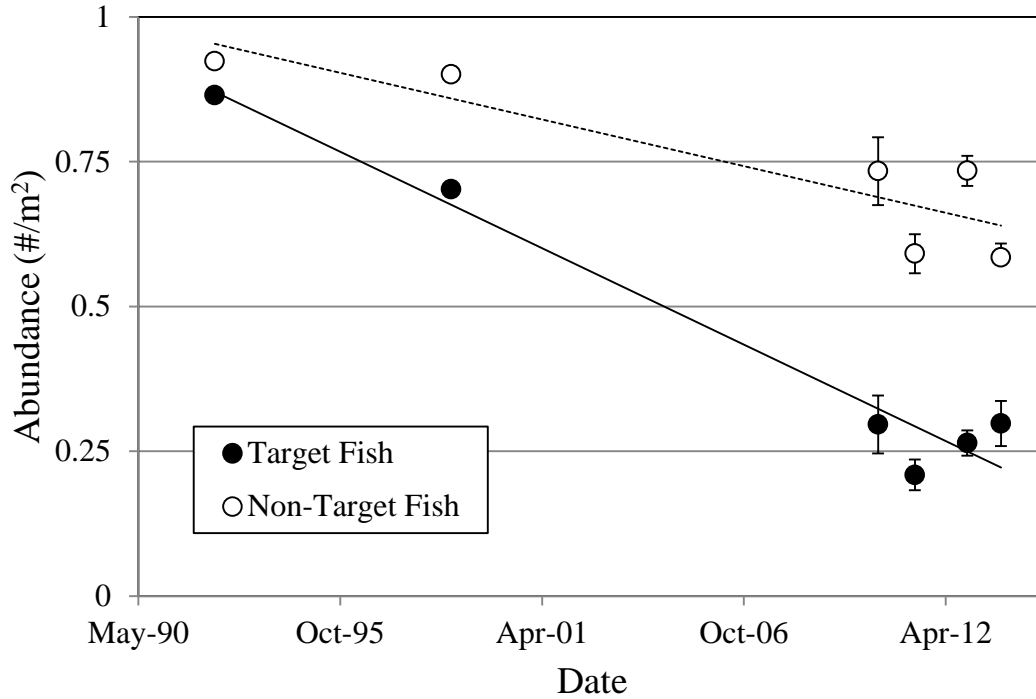 1
0.75
0.5
0.25
0
Abundance (#/m²)
Target Fish
Non-Target Fish
May-90 Oct-95 Apr-01 Oct-06 Apr-12
Date